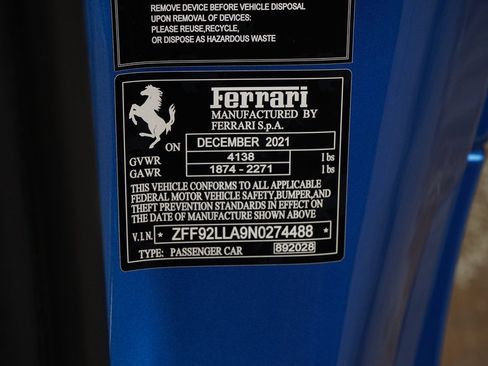 REMOVE DEVICE BEFORE VEHICLE DISPOSAL
UPON REMOVAL OF DEVICES:
PLEASE REUSE,RECYCLE,
OR DISPOSE AS HAZARDOUS WASTE
Ferrari
MANUFACTURED BY
FERRARI S.p.A.
ON DECEMBER 2021
GVWR 4138 lbs
GAWR 1874 - 2271 lbs
THIS VEHICLE CONFORMS TO ALL APPLICABLE
FEDERAL MOTOR VEHICLE SAFETY,BUMPER,AND
THEFT PREVENTION STANDARDS IN EFFECT ON
THE DATE OF MANUFACTURE SHOWN ABOVE
V.I.N. * ZFF92LLA9N0274488 *
TYPE: PASSENGER CAR 892028